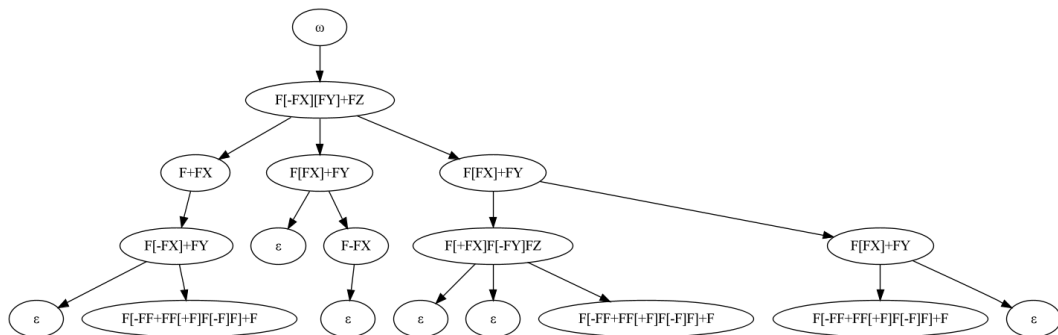 ω
F[-FX][FY]+FZ
F+FX F[FX]+FY F[FX]+FY
F[-FX]+FY ε F-FX F[+FX]F[-FY]FZ F[FX]+FY
ε F[-FF+FF[+F]F[-F]F]+F ε ε ε F[-FF+FF[+F]F[-F]F]+F F[-FF+FF[+F]F[-F]F]+F ε